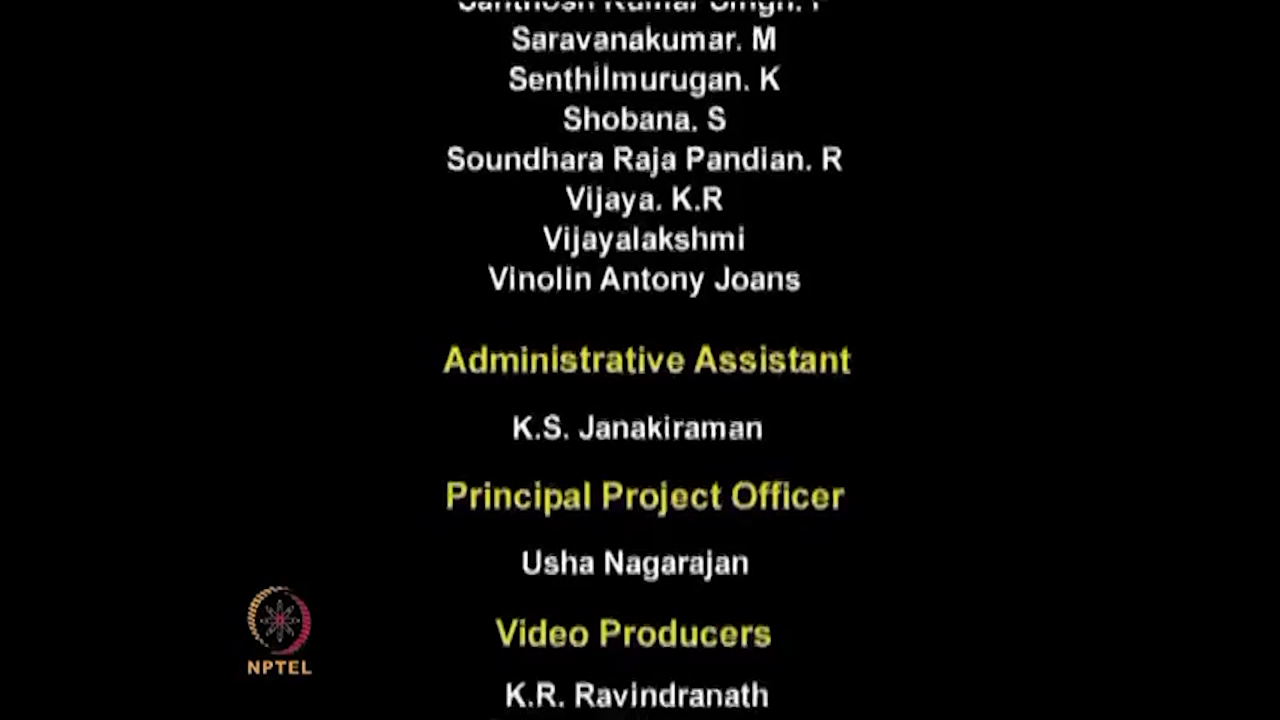 Saravanakumar. M
Senthilmurugan. K
Shobana. S
Soundhara Raja Pandian. R
Vijaya. K.R
Vijayalakshmi
Vinolin Antony Joans
Administrative Assistant
K.S. Janakiraman
Principal Project Officer
Usha Nagarajan
Video Producers
NPTEL
K.R. Ravindranath